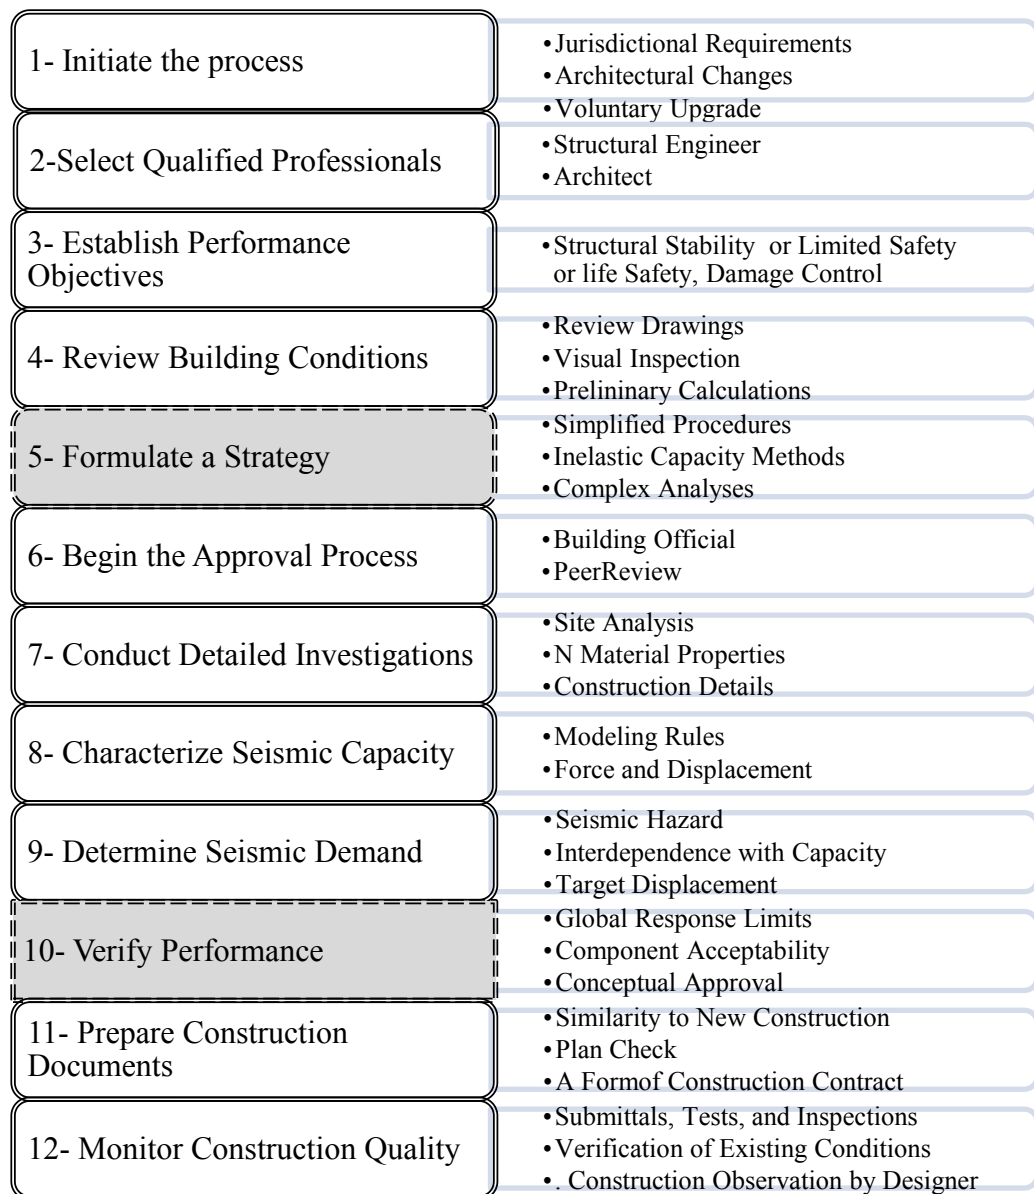 1- Initiate the process
•Jurisdictional Requirements
•Architectural Changes
•Voluntary Upgrade
2-Select Qualified Professionals
•Structural Engineer
•Architect
3- Establish Performance
Objectives
•Structural Stability or Limited Safety
or life Safety, Damage Control
4- Review Building Conditions
•Review Drawings
•Visual Inspection
•Prelininary Calculations
5- Formulate a Strategy
•Simplified Procedures
•Inelastic Capacity Methods
•Complex Analyses
6- Begin the Approval Process
•Building Official
•PeerReview
7- Conduct Detailed Investigations
•Site Analysis
•N Material Properties
•Construction Details
8- Characterize Seismic Capacity
•Modeling Rules
•Force and Displacement
9- Determine Seismic Demand
•Seismic Hazard
•Interdependence with Capacity
•Target Displacement
10- Verify Performance
•Global Response Limits
•Component Acceptability
•Conceptual Approval
11- Prepare Construction
Documents
•Similarity to New Construction
•Plan Check
•A Formof Construction Contract
12- Monitor Construction Quality
•Submittals, Tests, and Inspections
•Verification of Existing Conditions
•. Construction Observation by Designer